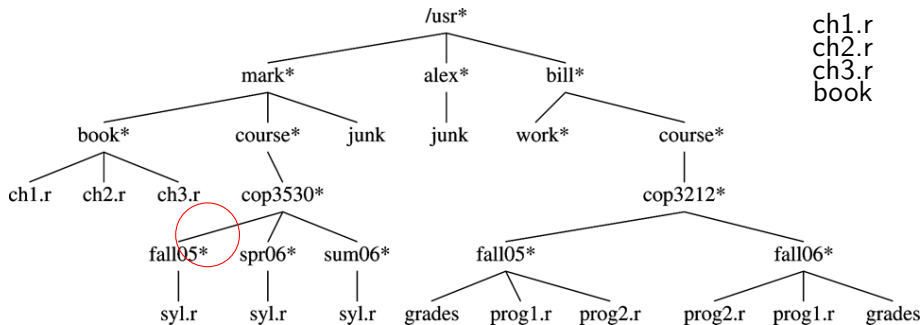 /usr*
ch1.r
ch2.r
ch3.r
book
mark* alex* bill*
book* course* junk junk work* course*
ch1.r ch2.r ch3.r cop3530* cop3212*
fall05* spr06* sum06* fall05* fall06*
syl.r syl.r syl.r grades prog1.r prog2.r prog2.r prog1.r grades